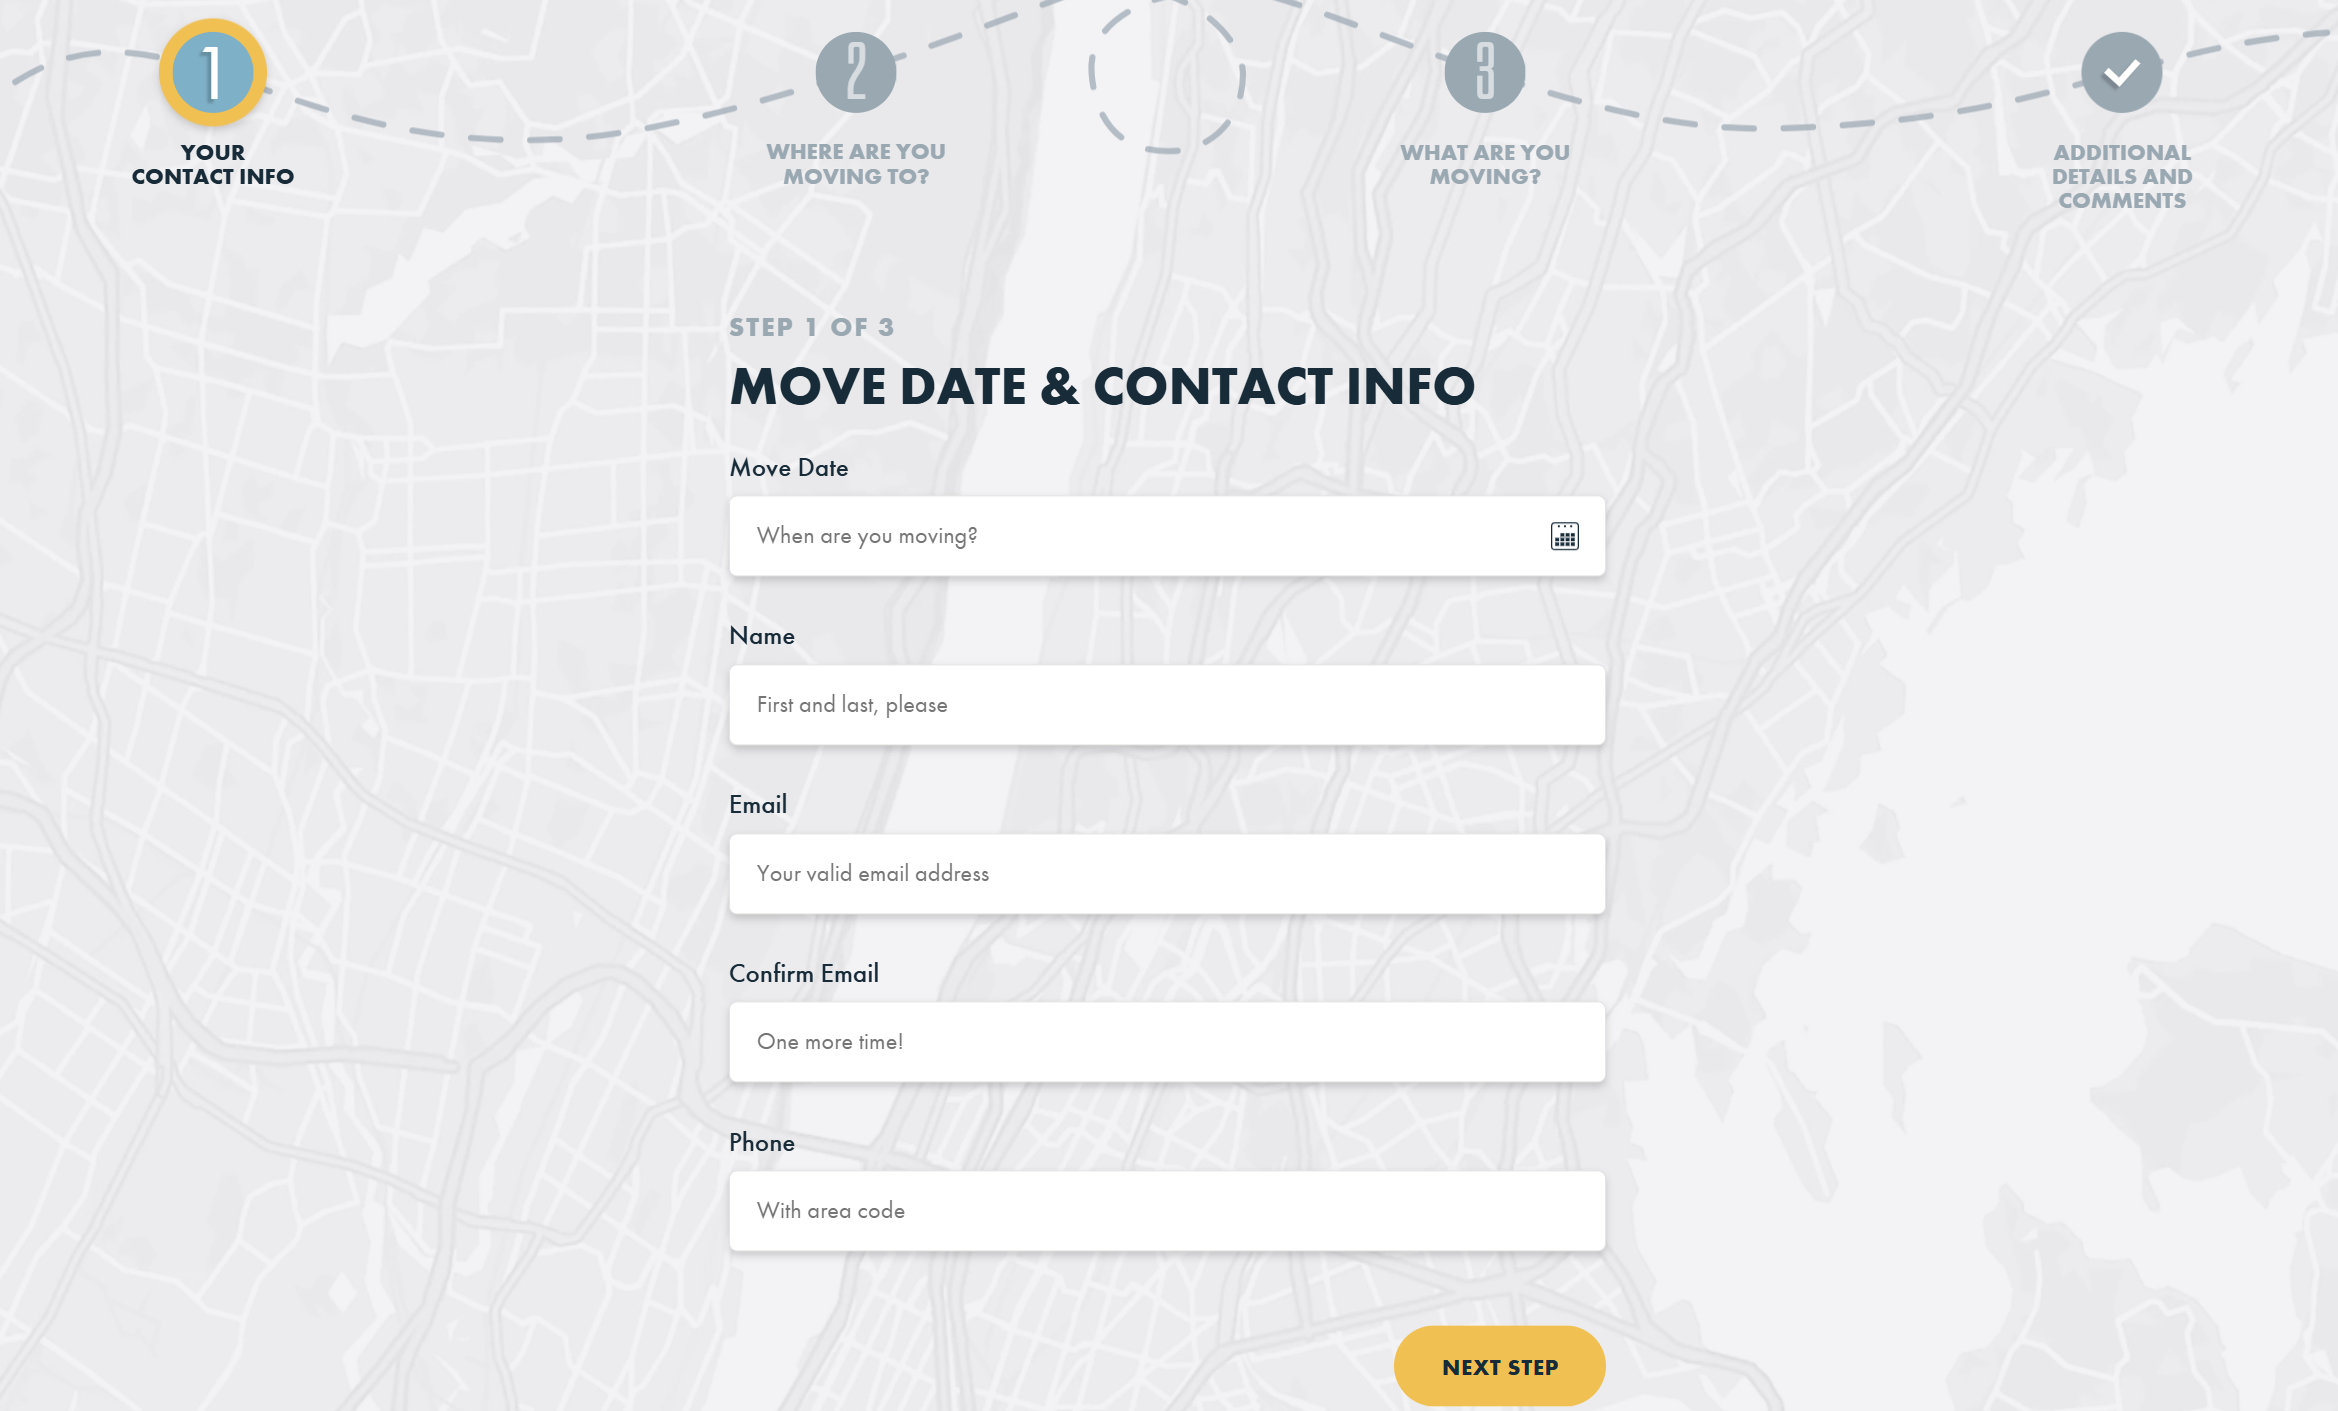 1
2
3
YOUR
CONTACT INFO
WHERE ARE YOU
MOVING TO?
WHAT ARE YOU
MOVING?
ADDITIONAL
DETAILS AND
COMMENTS
STEP 1 OF 3
MOVE DATE & CONTACT INFO
Move Date
When are you moving?
Name
First and last, please
Email
Your valid email address
Confirm Email
One more time!
Phone
With area code
NEXT STEP